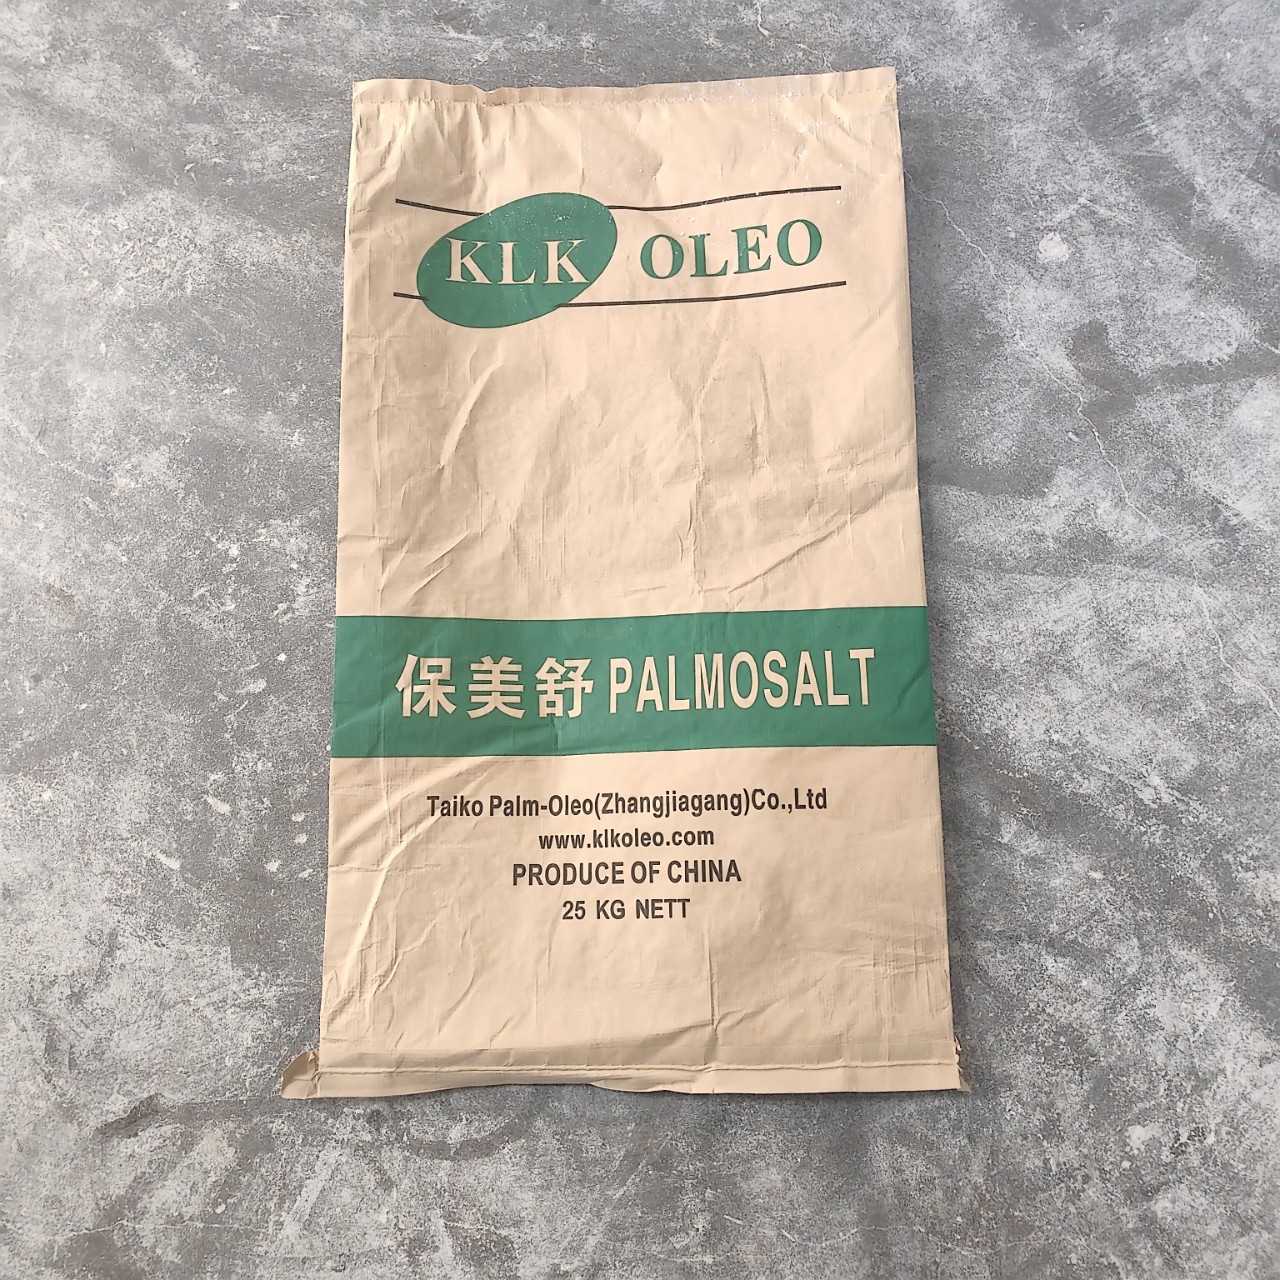 KLK OLEO
保美舒 PALMOSALT
Taiko Palm-Oleo(Zhangjiagang)Co.,Ltd
www.klkoleo.com
PRODUCE OF CHINA
25 KG NETT